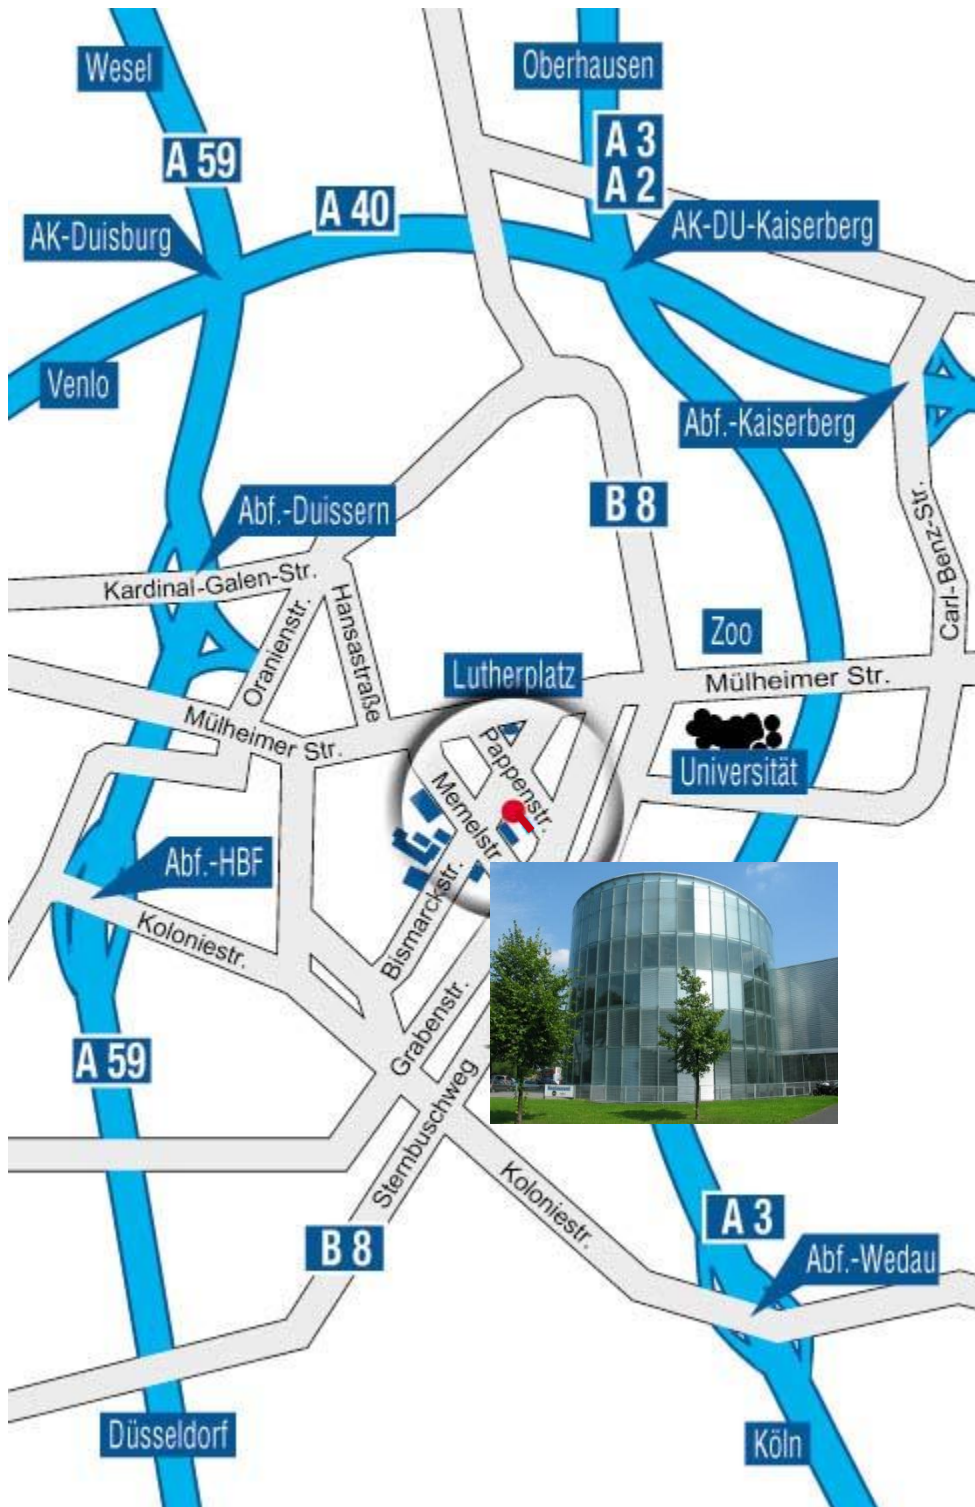 Wesel
Oberhausen
A 59
A 3
A 2
A 40
AK-Duisburg
AK-DU-Kaiserberg
Venlo
Abf.-Kaiserberg
Abf.-Duissern
B 8
Carl-Benz-Str.
Kardinal-Galen-Str.
Hansastraße
Oranienstr.
Zoo
Lutherplatz
Mülheimer Str.
Mülheimer Str.
Pappenstr.
Universität
Memelstr
Abf.-HBF
Bismarckstr.
Koloniestr.
Grabenstr.
A 59
Sternbuschweg
Koloniestr.
A 3
B 8
Abf.-Wedau
Düsseldorf
Köln